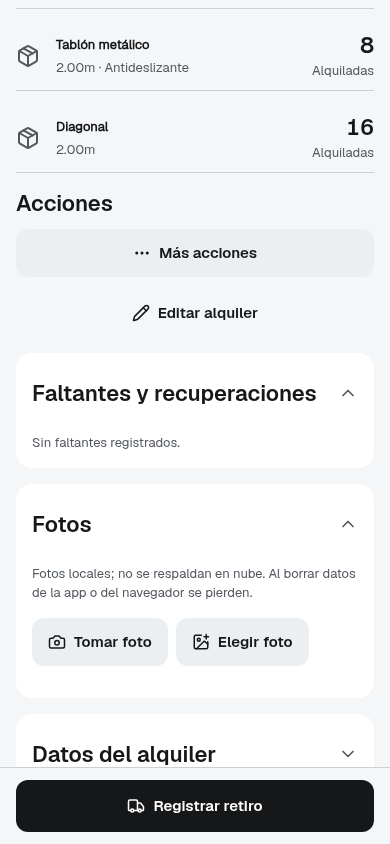 Tablón metálico
8
2.00m · Antideslizante
Alquiladas
Diagonal
16
2.00m
Alquiladas
Acciones
Más acciones
Editar alquiler
Faltantes y recuperaciones
Sin faltantes registrados.
Fotos
Fotos locales; no se respaldan en nube. Al borrar datos
de la app o del navegador se pierden.
Tomar foto
Elegir foto
Datos del alquiler
Registrar retiro